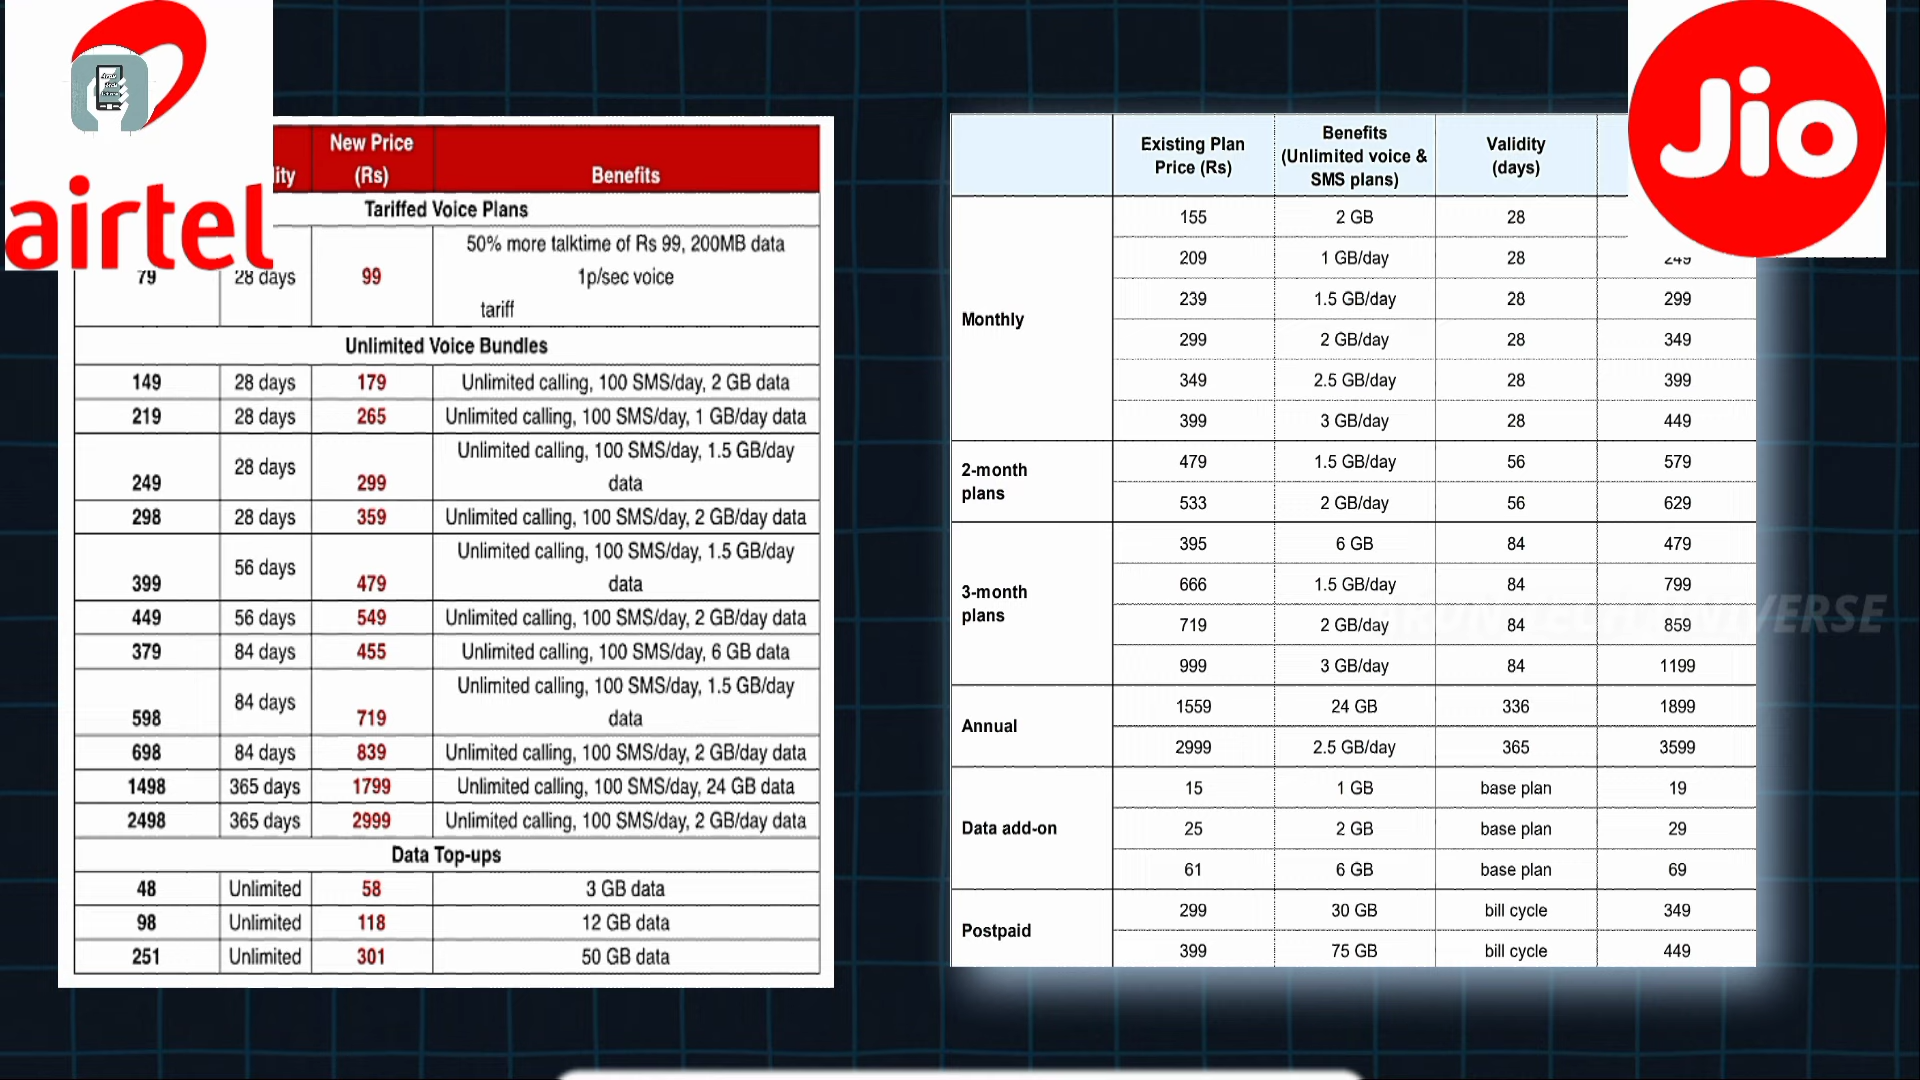 airtel
Jio
ity
New Price
(Rs)
Benefits
Tariffed Voice Plans
79 28 days 99 50% more talktime of Rs 99, 200MB data
1p/sec voice
tariff
Unlimited Voice Bundles
149 28 days 179 Unlimited calling, 100 SMS/day, 2 GB data
219 28 days 265 Unlimited calling, 100 SMS/day, 1 GB/day data
249 28 days 299 Unlimited calling, 100 SMS/day, 1.5 GB/day
data
298 28 days 359 Unlimited calling, 100 SMS/day, 2 GB/day data
399 56 days 479 Unlimited calling, 100 SMS/day, 1.5 GB/day
data
449 56 days 549 Unlimited calling, 100 SMS/day, 2 GB/day data
379 84 days 455 Unlimited calling, 100 SMS/day, 6 GB data
598 84 days 719 Unlimited calling, 100 SMS/day, 1.5 GB/day
data
698 84 days 839 Unlimited calling, 100 SMS/day, 2 GB/day data
1498 365 days 1799 Unlimited calling, 100 SMS/day, 24 GB data
2498 365 days 2999 Unlimited calling, 100 SMS/day, 2 GB/day data
Data Top-ups
48 Unlimited 58 3 GB data
98 Unlimited 118 12 GB data
251 Unlimited 301 50 GB data
Existing Plan
Price (Rs)
Benefits
(Unlimited voice &
SMS plans)
Validity
(days)
Monthly
155 2 GB 28
209 1 GB/day 28 249
239 1.5 GB/day 28 299
299 2 GB/day 28 349
349 2.5 GB/day 28 399
399 3 GB/day 28 449
2-month
plans
479 1.5 GB/day 56 579
533 2 GB/day 56 629
3-month
plans
395 6 GB 84 479
666 1.5 GB/day 84 799
719 2 GB/day 84 859
999 3 GB/day 84 1199
Annual
1559 24 GB 336 1899
2999 2.5 GB/day 365 3599
Data add-on
15 1 GB base plan 19
25 2 GB base plan 29
61 6 GB base plan 69
Postpaid
299 30 GB bill cycle 349
399 75 GB bill cycle 449